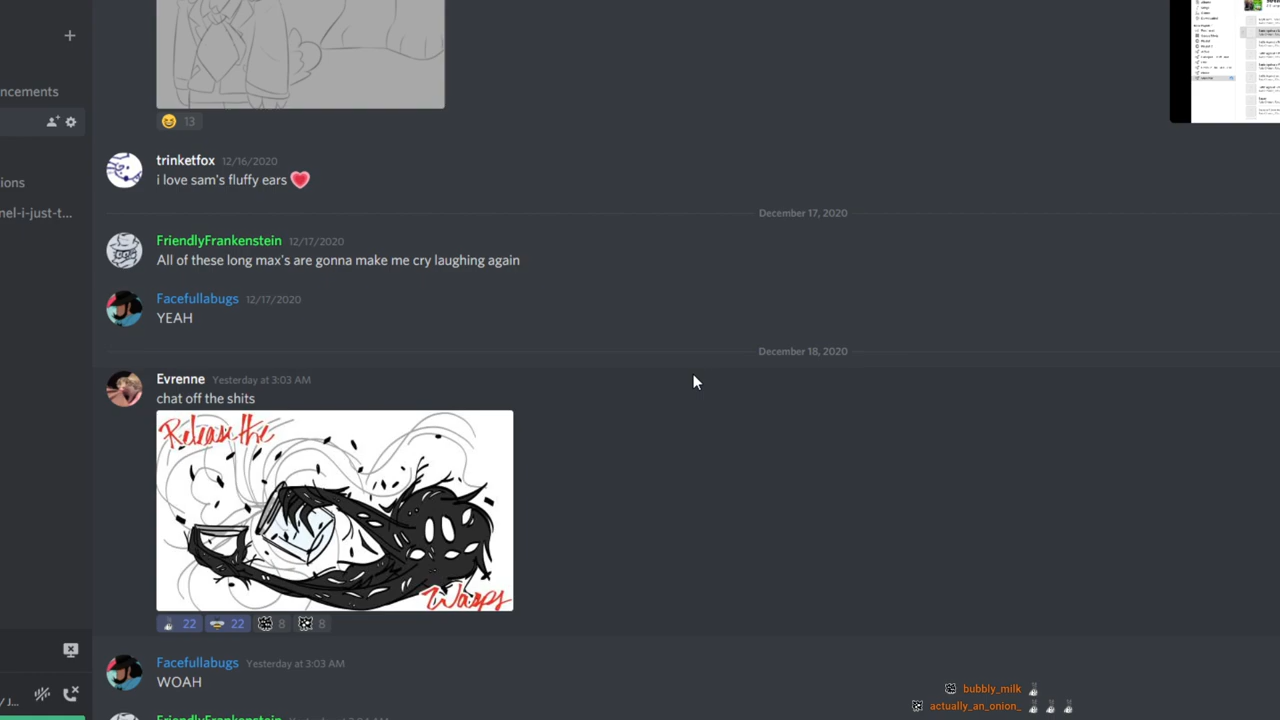 ncements
ions
nel-i-just-t...
13
trinketfox 12/16/2020
i love sam's fluffy ears
December 17, 2020
FriendlyFrankenstein 12/17/2020
All of these long max's are gonna make me cry laughing again
Facefullabugs 12/17/2020
YEAH
December 18, 2020
Evrenne Yesterday at 3:03 AM
chat off the shits
Release the
Wasps
22 22 8 8
Facefullabugs Yesterday at 3:03 AM
WOAH
FriendlyFrankenstein
bubbly_milk
actually_an_onion_